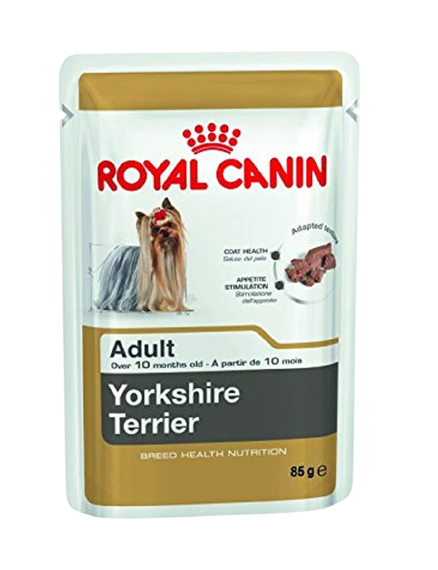 ROYAL CANIN
Adapted texture
COAT HEALTH
Salute del pelo
APPETITE
STIMULATION
Stimolazione
dell'appetito
Adult
Over 10 months old - À partir de 10 mois
Yorkshire
Terrier
BREED HEALTH NUTRITION
85 g e